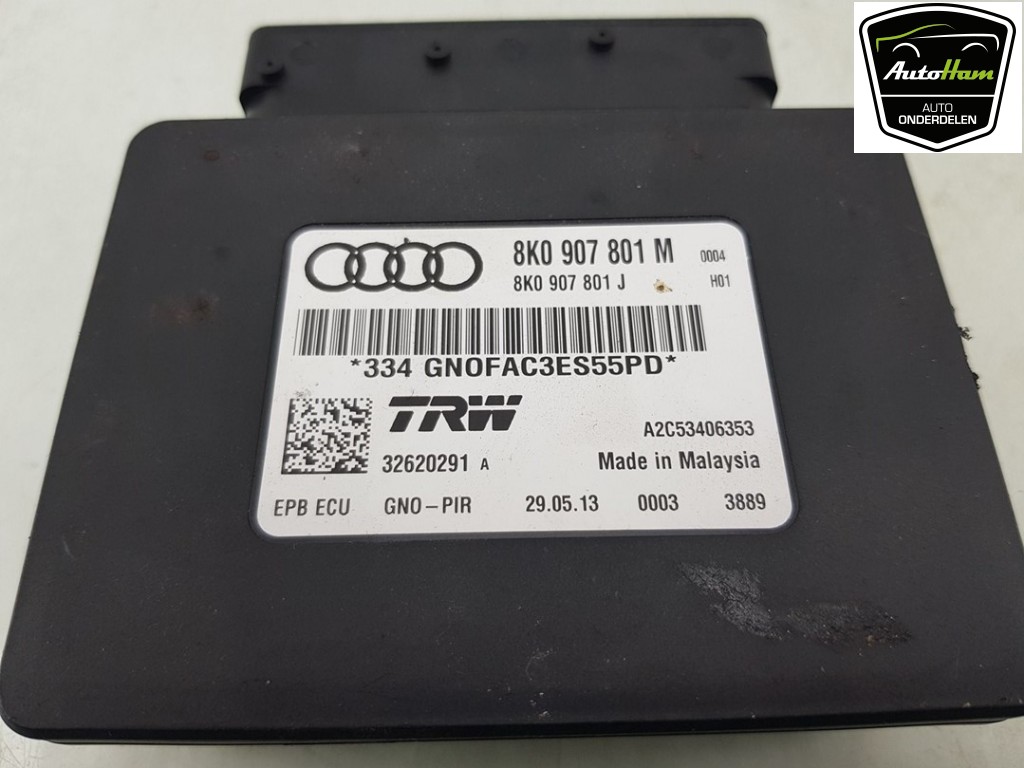 AutoHam
AUTO
ONDERDELEN
8K0 907 801 M 0004
8K0 907 801 J H01
*334 GNOFAC3ES55PD*
TRW
A2C53406353
32620291 A Made in Malaysia
EPB ECU GNO-PIR 29.05.13 0003 3889